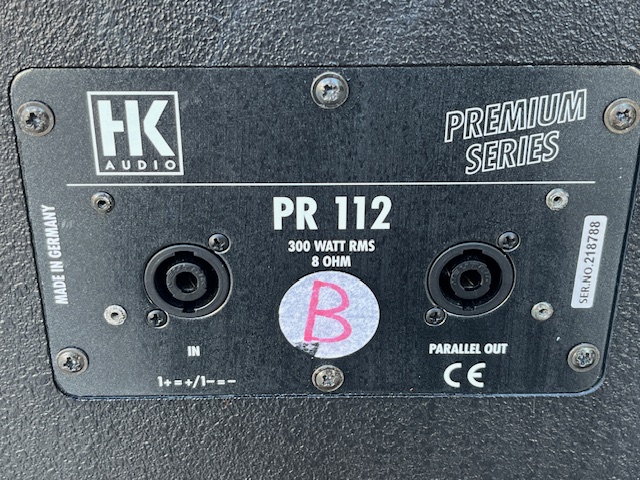 HK
AUDIO
PREMIUM
SERIES
MADE IN GERMANY
PR 112
300 WATT RMS
8 OHM
B
SER.NO.218788
IN
PARALLEL OUT
1+=+/1-=-
CE